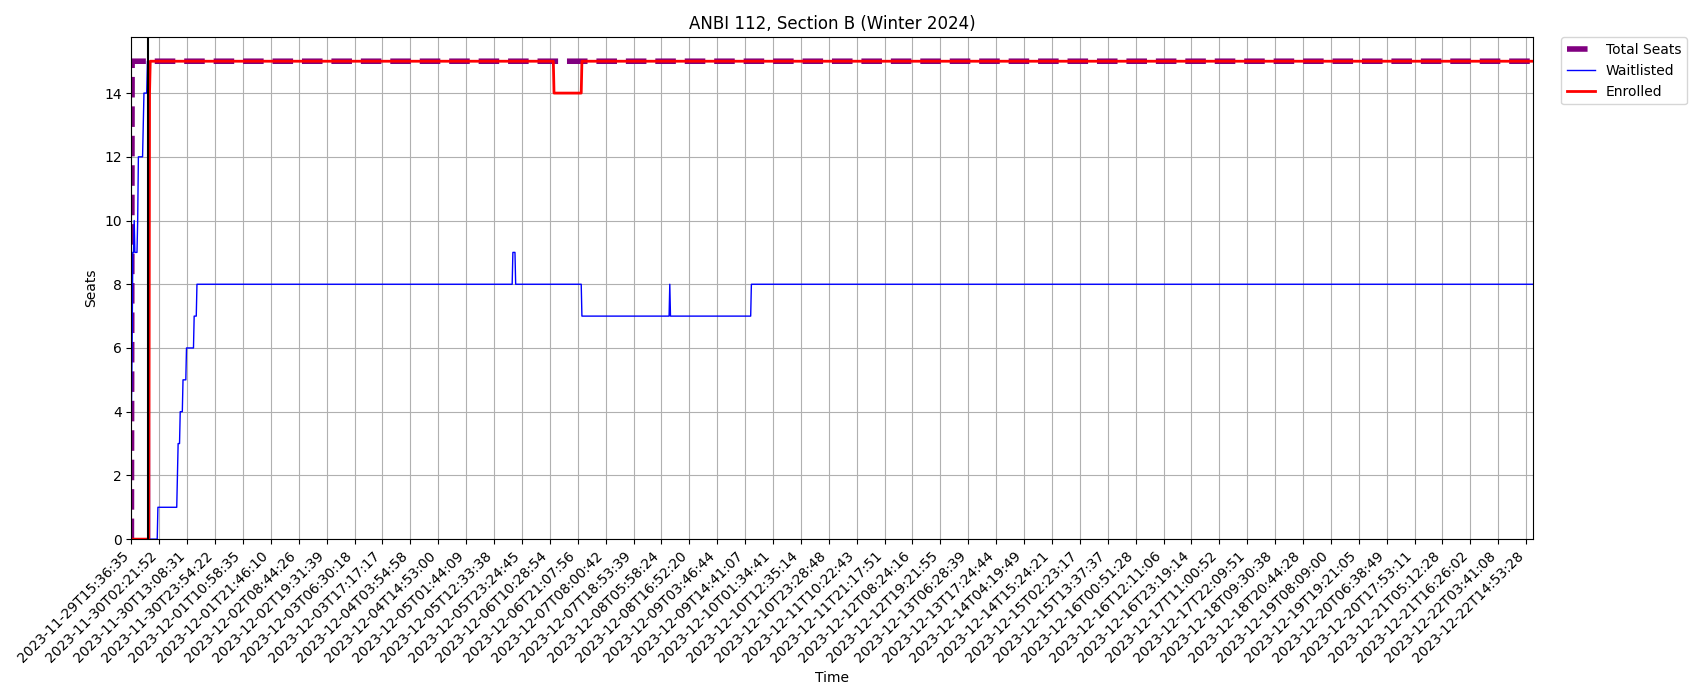 ANBI 112, Section B (Winter 2024)
Total Seats
Waitlisted
Enrolled
14
12
10
8
6
4
2
0
Seats
2023-11-29T15:36:35
2023-11-30T02:21:52
2023-11-30T13:08:31
2023-11-30T23:54:22
2023-12-01T10:58:35
2023-12-01T21:46:10
2023-12-02T08:44:26
2023-12-02T19:31:39
2023-12-03T06:30:18
2023-12-03T17:17:17
2023-12-04T03:54:58
2023-12-04T14:53:00
2023-12-05T01:44:09
2023-12-05T12:33:38
2023-12-05T23:24:45
2023-12-06T10:28:54
2023-12-06T21:07:56
2023-12-07T08:00:42
2023-12-07T18:53:39
2023-12-08T05:58:24
2023-12-08T16:52:20
2023-12-09T03:46:44
2023-12-09T14:41:07
2023-12-10T01:34:41
2023-12-10T12:35:14
2023-12-10T23:28:48
2023-12-11T10:22:43
2023-12-11T21:17:51
2023-12-12T08:24:16
2023-12-12T19:21:55
2023-12-13T06:28:39
2023-12-13T17:24:44
2023-12-14T04:19:49
2023-12-14T15:24:21
2023-12-15T02:23:17
2023-12-15T13:37:37
2023-12-16T00:51:28
2023-12-16T12:11:06
2023-12-16T23:19:14
2023-12-17T11:00:52
2023-12-17T22:09:51
2023-12-18T09:30:38
2023-12-18T20:44:28
2023-12-19T08:09:00
2023-12-19T19:21:05
2023-12-20T06:38:49
2023-12-20T17:53:11
2023-12-21T05:12:28
2023-12-21T16:26:02
2023-12-22T03:41:08
2023-12-22T14:53:28
Time